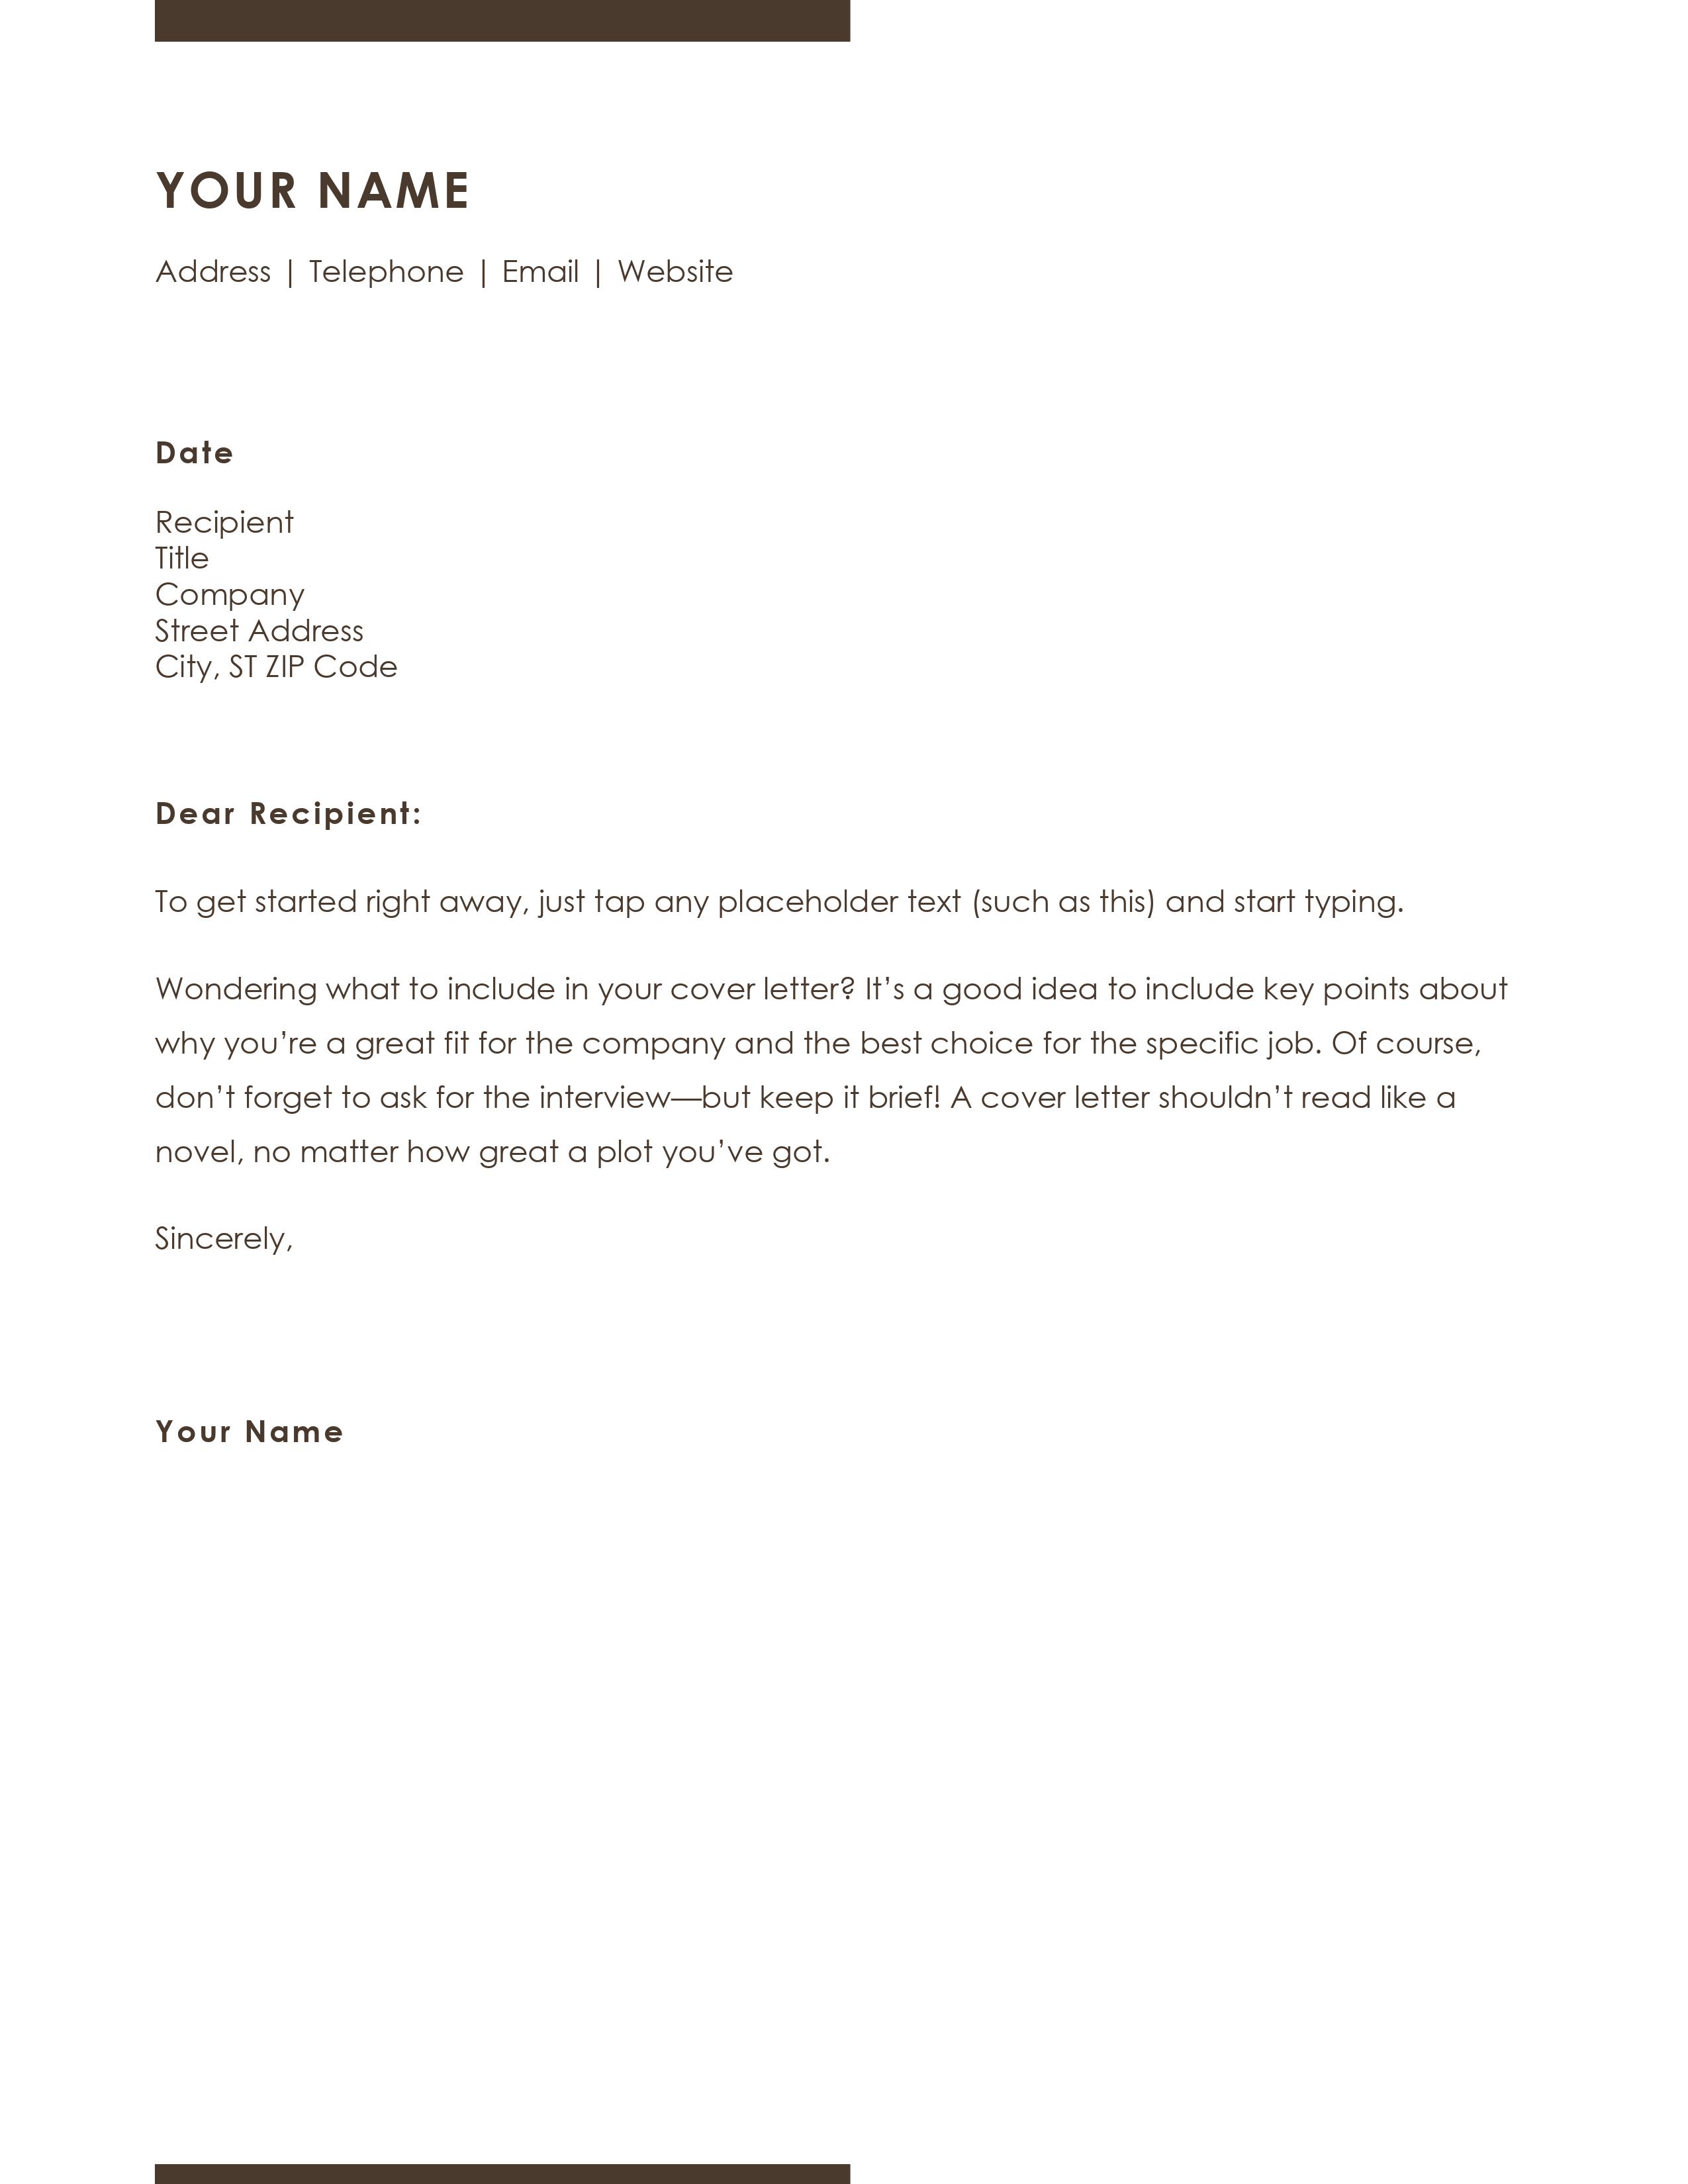 YOUR NAME
Address | Telephone | Email | Website
Date
Recipient
Title
Company
Street Address
City, ST ZIP Code
Dear Recipient:
To get started right away, just tap any placeholder text (such as this) and start typing.
Wondering what to include in your cover letter? It’s a good idea to include key points about
why you’re a great fit for the company and the best choice for the specific job. Of course,
don’t forget to ask for the interview—but keep it brief! A cover letter shouldn’t read like a
novel, no matter how great a plot you’ve got.
Sincerely,
Your Name